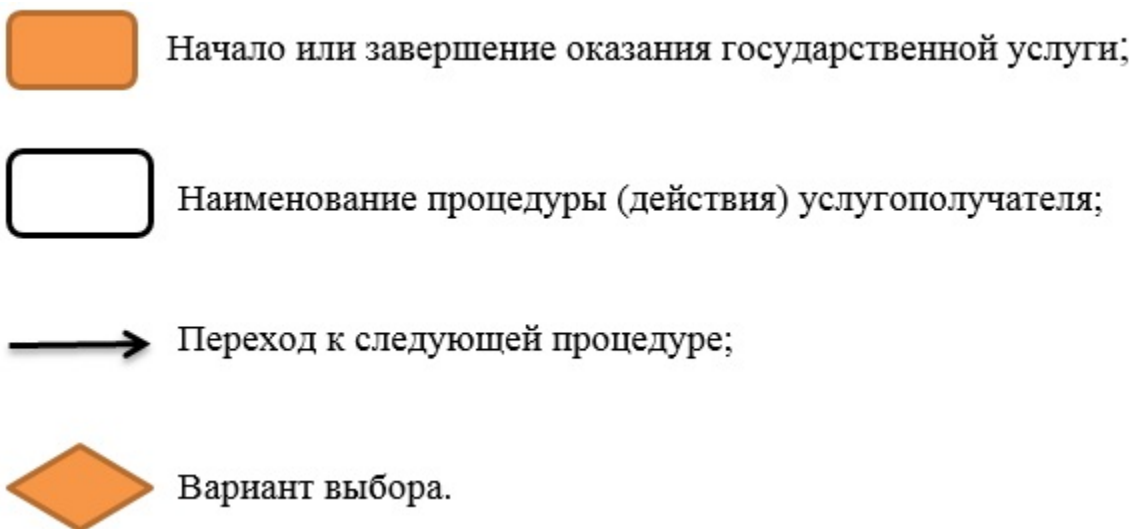 Начало или завершение оказания государственной услуги;
Наименование процедуры (действия) услугополучателя;
Переход к следующей процедуре;
Вариант выбора.